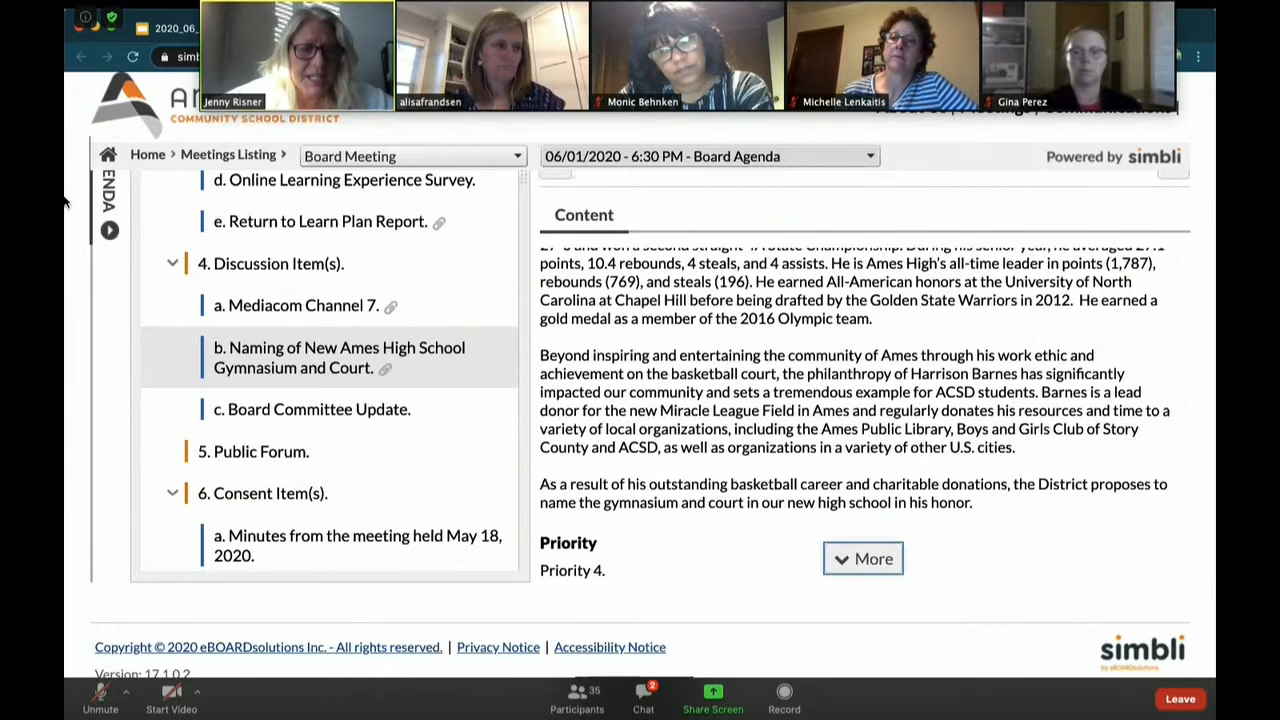 2020_06_
simb
Jenny Risner
alisafrandsen
Monic Behnken
Michelle Lenkaitis
Gina Perez
COMMUNITY SCHOOL DISTRICT
Home > Meetings Listing >
Board Meeting
06/01/2020 - 6:30 PM - Board Agenda
Powered by simbli
ENDA
d. Online Learning Experience Survey.
e. Return to Learn Plan Report.
4. Discussion Item(s).
a. Mediacom Channel 7.
b. Naming of New Ames High School
Gymnasium and Court.
c. Board Committee Update.
5. Public Forum.
6. Consent Item(s).
a. Minutes from the meeting held May 18,
2020.
Content
points, 10.4 rebounds, 4 steals, and 4 assists. He is Ames High's all-time leader in points (1,787),
rebounds (769), and steals (196). He earned All-American honors at the University of North
Carolina at Chapel Hill before being drafted by the Golden State Warriors in 2012. He earned a
gold medal as a member of the 2016 Olympic team.
Beyond inspiring and entertaining the community of Ames through his work ethic and
achievement on the basketball court, the philanthropy of Harrison Barnes has significantly
impacted our community and sets a tremendous example for ACSD students. Barnes is a lead
donor for the new Miracle League Field in Ames and regularly donates his resources and time to a
variety of local organizations, including the Ames Public Library, Boys and Girls Club of Story
County and ACSD, as well as organizations in a variety of other U.S. cities.
As a result of his outstanding basketball career and charitable donations, the District proposes to
name the gymnasium and court in our new high school in his honor.
Priority
Priority 4.
More
Copyright © 2020 eBOARDsolutions Inc. - All rights reserved. | Privacy Notice | Accessibility Notice
simbli
by eBOARDsolutions
Version: 17.1.0.2
Unmute
Start Video
35
Participants
2
Chat
Share Screen
Record
Leave